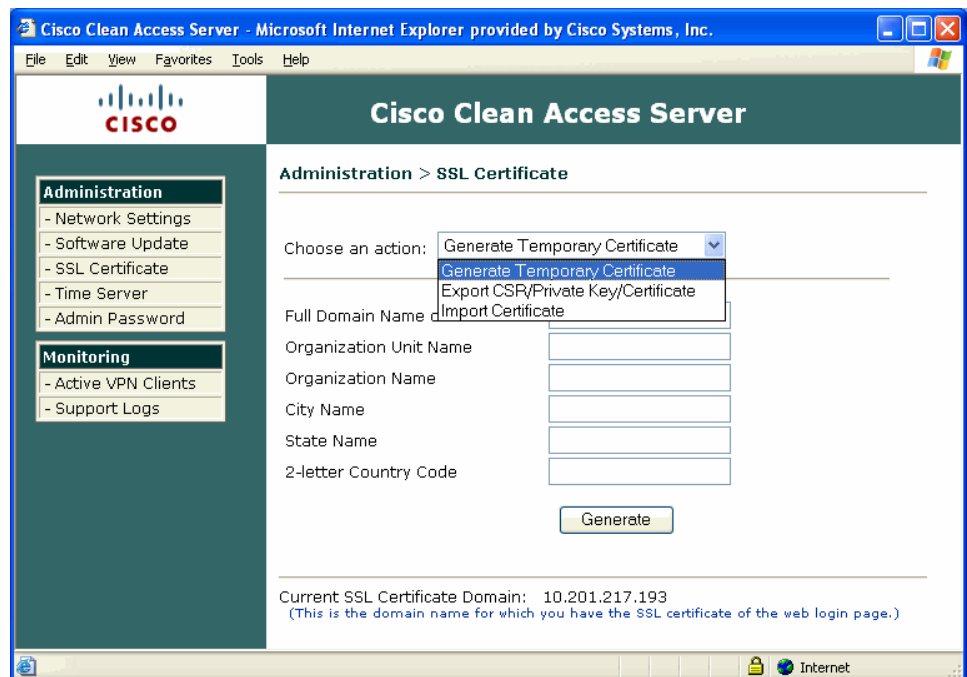 Cisco Clean Access Server - Microsoft Internet Explorer provided by Cisco Systems, Inc.
File Edit View Favorites Tools Help
CISCO
Cisco Clean Access Server
Administration
- Network Settings
- Software Update
- SSL Certificate
- Time Server
- Admin Password
Monitoring
- Active VPN Clients
- Support Logs
Administration > SSL Certificate
Choose an action: Generate Temporary Certificate
Generate Temporary Certificate
Export CSR/Private Key/Certificate
Import Certificate
Full Domain Name
Organization Unit Name
Organization Name
City Name
State Name
2-letter Country Code
Generate
Current SSL Certificate Domain: 10.201.217.193
(This is the domain name for which you have the SSL certificate of the web login page.)
Internet